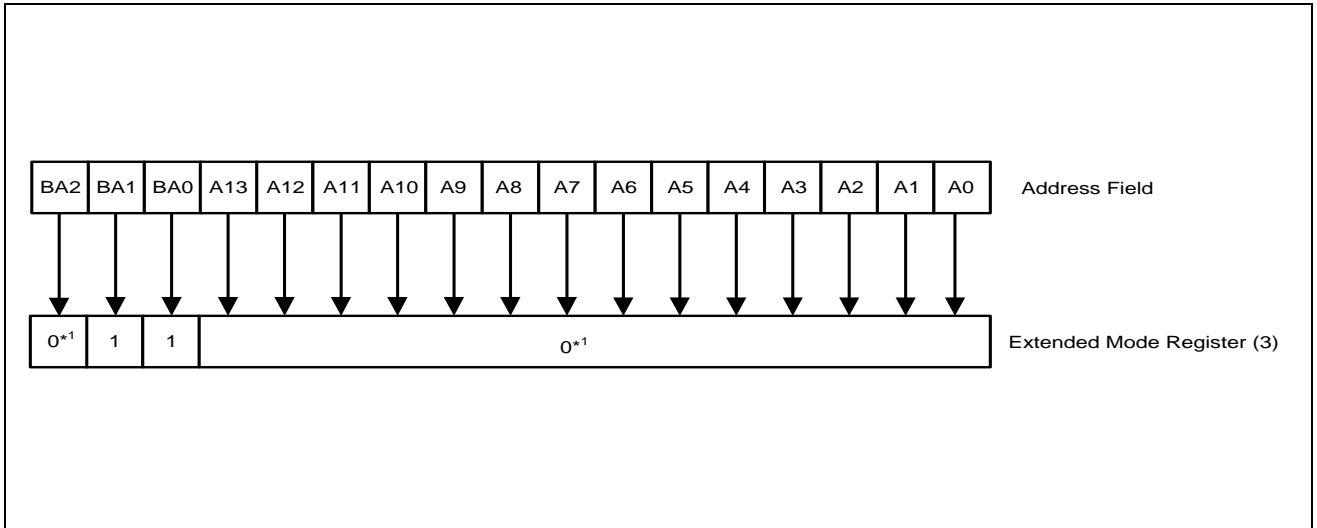 BA2 BA1 BA0 A13 A12 A11 A10 A9 A8 A7 A6 A5 A4 A3 A2 A1 A0 Address Field
0*1 1 1 0*1 Extended Mode Register (3)